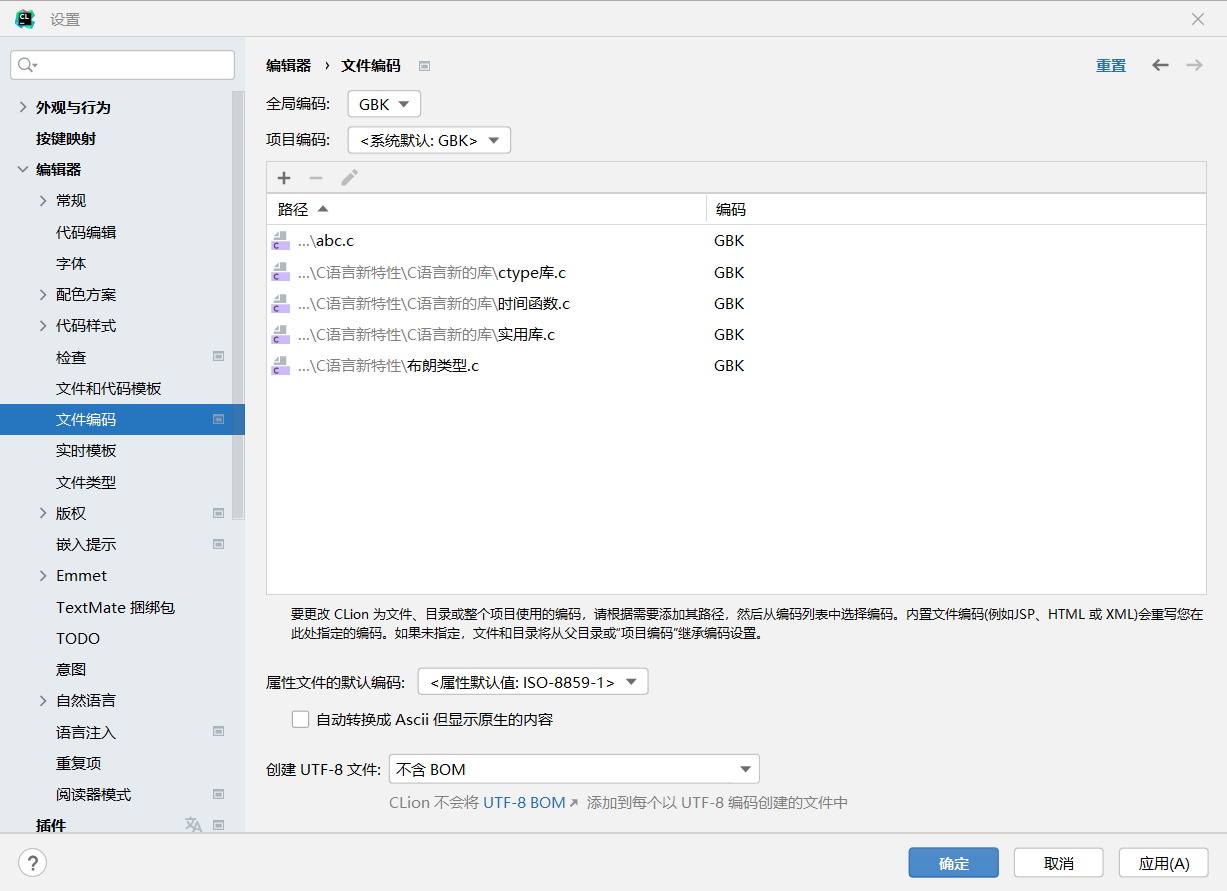 设置
外观与行为
按键映射
编辑器
常规
代码编辑
字体
配色方案
代码样式
检查
文件和代码模板
文件编码
实时模板
文件类型
版权
嵌入提示
Emmet
TextMate 捆绑包
TODO
意图
自然语言
语言注入
重复项
阅读器模式
插件
编辑器 › 文件编码
重置
全局编码: GBK
项目编码: <系统默认: GBK>
路径 编码
...\abc.c GBK
...\C语言新特性\C语言新的库\ctype库.c GBK
...\C语言新特性\C语言新的库\时间函数.c GBK
...\C语言新特性\C语言新的库\实用库.c GBK
...\C语言新特性\布朗类型.c GBK
要更改 CLion 为文件、目录或整个项目使用的编码，请根据需要添加其路径，然后从编码列表中选择编码。内置文件编码(例如JSP、HTML 或 XML)会重写您在
此处指定的编码。如果未指定，文件和目录将从父目录或"项目编码"继承编码设置。
属性文件的默认编码: <属性默认值: ISO-8859-1>
自动转换成 Ascii 但显示原生的内容
创建 UTF-8 文件: 不含 BOM
CLion 不会将 UTF-8 BOM 添加到每个以 UTF-8 编码创建的文件中
?
确定 取消 应用(A)